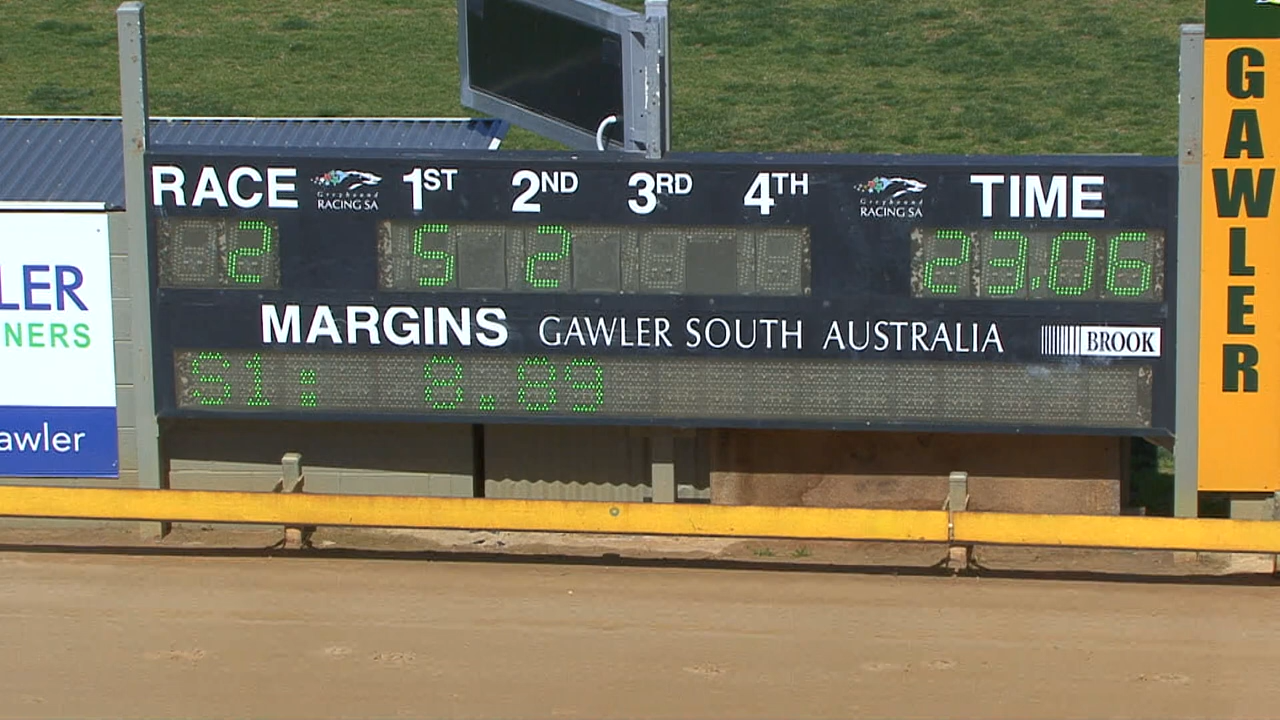 RACE 1ST 2ND 3RD 4TH TIME
Greyhound RACING SA
Greyhound RACING SA
2 5 2 23.06
MARGINS GAWLER SOUTH AUSTRALIA BROOK
S1: 8.89
LER
NERS
awler
GAWLER